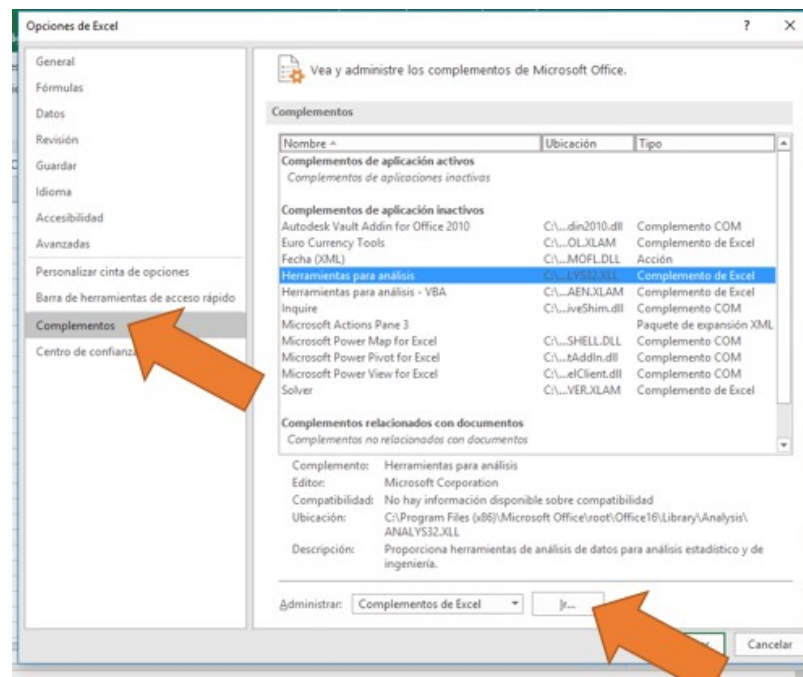 Opciones de Excel ? X
General
Fórmulas
Datos
Revisión
Guardar
Idioma
Accesibilidad
Avanzadas
Personalizar cinta de opciones
Barra de herramientas de acceso rápido
Complementos
Centro de confianza
Vea y administre los complementos de Microsoft Office.
Complementos
Nombre Ubicación Tipo
Complementos de aplicación activos
Complementos de aplicaciones inactivas
Complementos de aplicación inactivos
Autodesk Vault Addin for Office 2010 C:\...din2010.dll Complemento COM
Euro Currency Tools C:\...OL.XLAM Complemento de Excel
Fecha (XML) C:\...MOFL.DLL Acción
Herramientas para análisis C:\...LYS32.XLL Complemento de Excel
Herramientas para análisis - VBA C:\...AEN.XLAM Complemento de Excel
Inquire C:\...iveShim.dll Complemento COM
Microsoft Actions Pane 3 Paquete de expansión XML
Microsoft Power Map for Excel C:\...SHELL.DLL Complemento COM
Microsoft Power Pivot for Excel C:\...tAddIn.dll Complemento COM
Microsoft Power View for Excel C:\...elClient.dll Complemento COM
Solver C:\...VER.XLAM Complemento de Excel
Complementos relacionados con documentos
Complementos no relacionados con documentos
Complemento: Herramientas para análisis
Editor: Microsoft Corporation
Compatibilidad: No hay información disponible sobre compatibilidad
Ubicación: C:\Program Files (x86)\Microsoft Office\root\Office16\Library\Analysis\
ANALYS32.XLL
Descripción: Proporciona herramientas de análisis de datos para análisis estadístico y de
ingeniería.
Administrar: Complementos de Excel Ir...
Cancelar